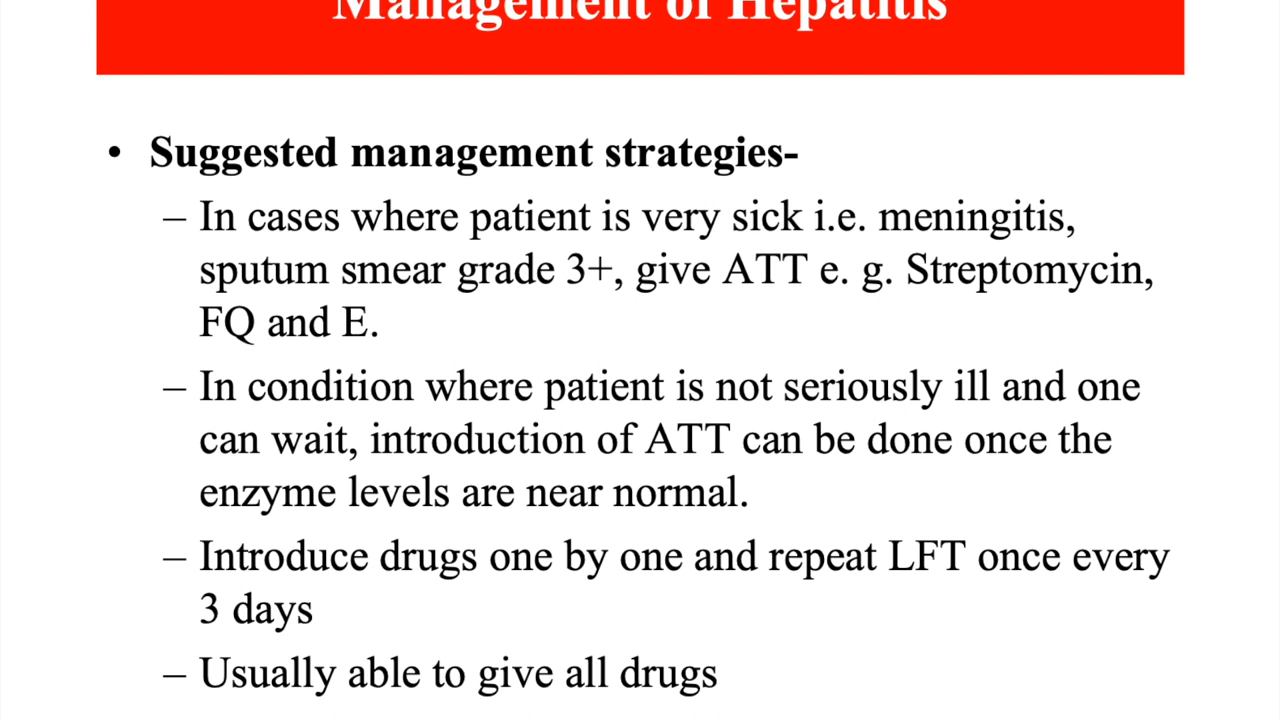 Management of Hepatitis
• Suggested management strategies-
– In cases where patient is very sick i.e. meningitis,
sputum smear grade 3+, give ATT e. g. Streptomycin,
FQ and E.
– In condition where patient is not seriously ill and one
can wait, introduction of ATT can be done once the
enzyme levels are near normal.
– Introduce drugs one by one and repeat LFT once every
3 days
– Usually able to give all drugs